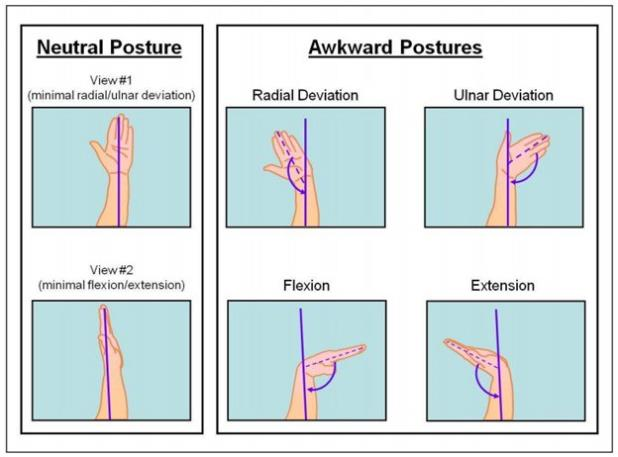 Neutral Posture
View #1
(minimal radial/ulnar deviation)
View #2
(minimal flexion/extension)
Awkward Postures
Radial Deviation
Ulnar Deviation
Flexion
Extension